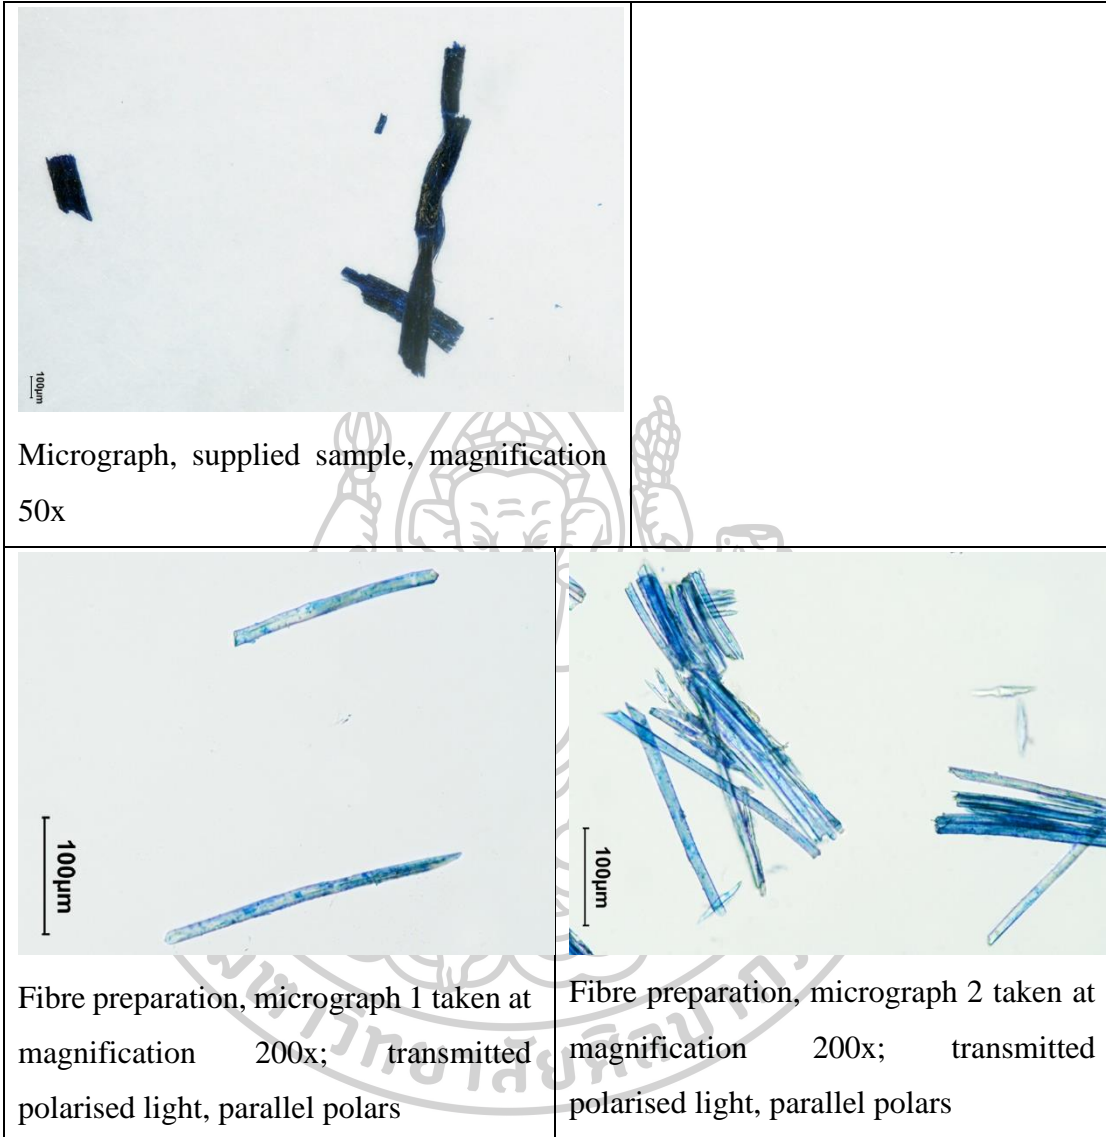 100µm
Micrograph, supplied sample, magnification
50x
100µm
100µm
Fibre preparation, micrograph 1 taken at
magnification 200x; transmitted
polarised light, parallel polars
Fibre preparation, micrograph 2 taken at
magnification 200x; transmitted
polarised light, parallel polars